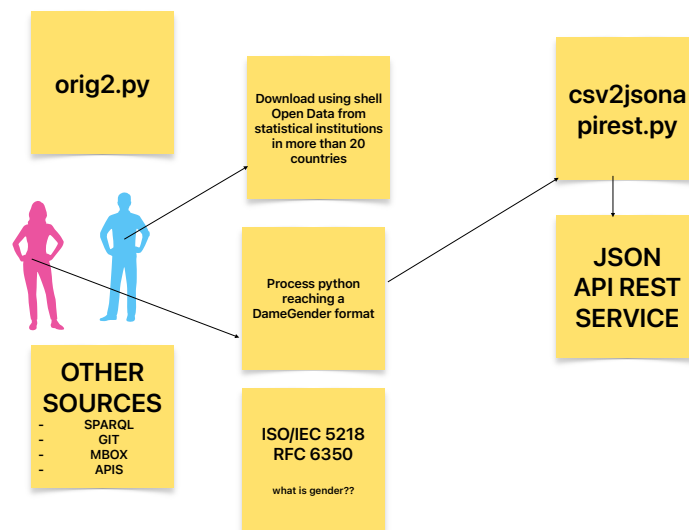 orig2.py
Download using shell
Open Data from
statistical institutions
in more than 20
countries
csv2jsona
pirest.py
Process python
reaching a
DameGender format
JSON
API REST
SERVICE
OTHER
SOURCES
- SPARQL
- GIT
- MBOX
- APIS
ISO/IEC 5218
RFC 6350
what is gender??